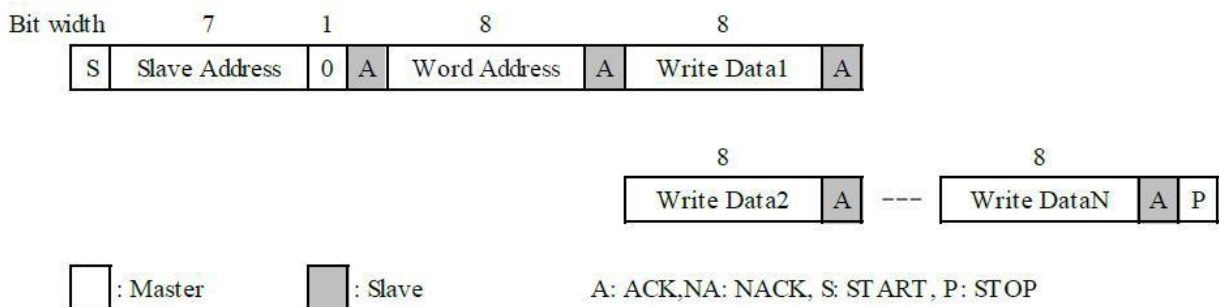 Bit width 7 1 8 8
S Slave Address 0 A Word Address A Write Data1 A
8 8
Write Data2 A --- Write DataN A P
: Master : Slave A: ACK,NA: NACK, S: START, P: STOP